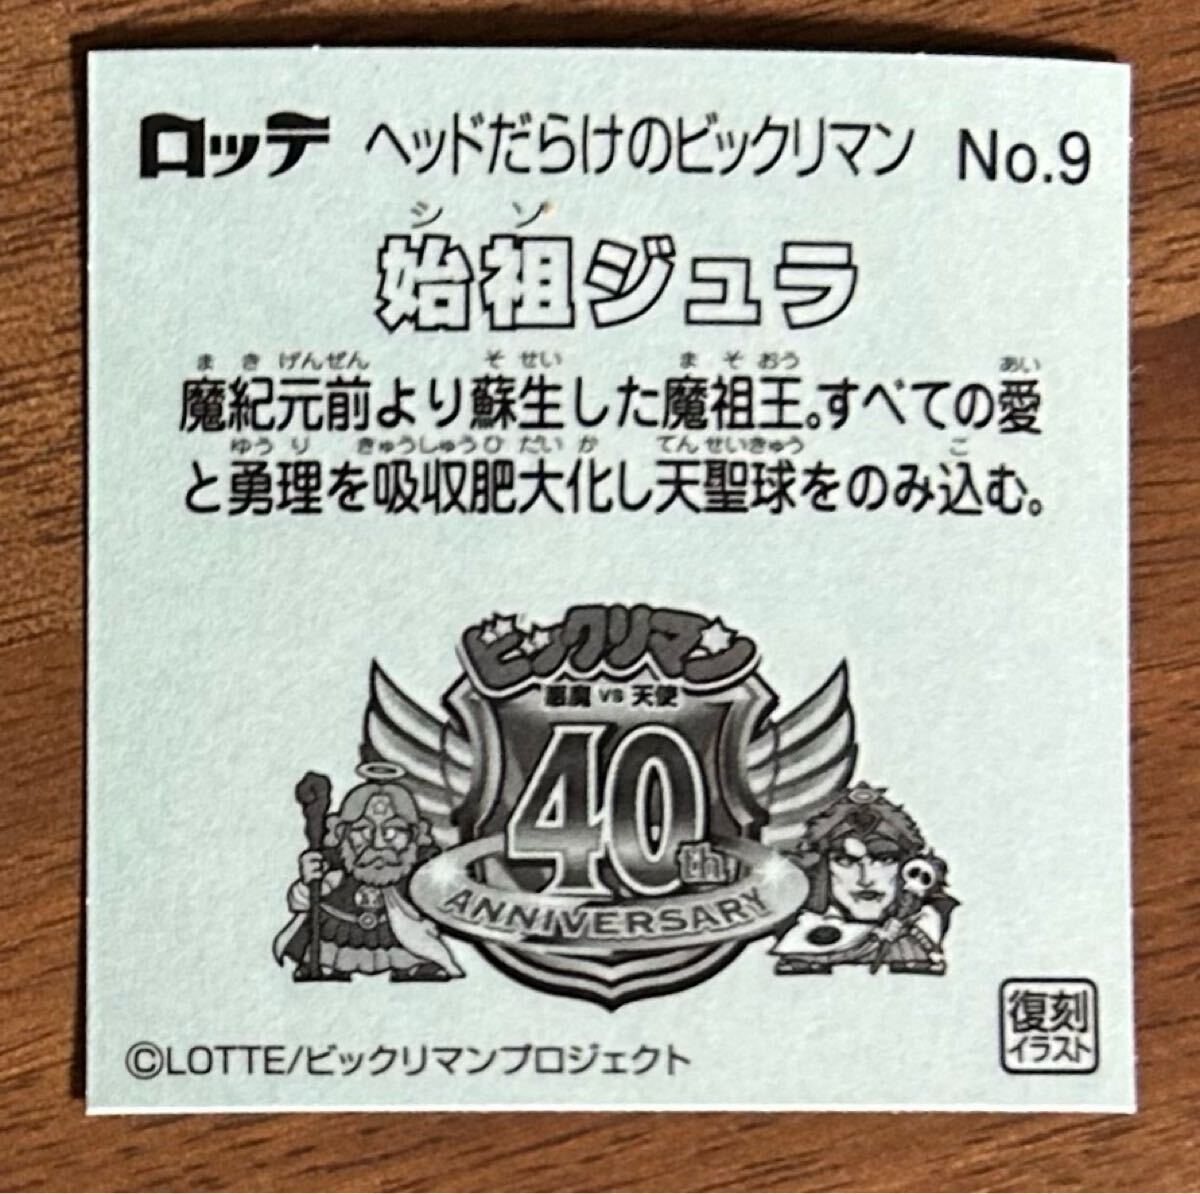 ロッテ ヘッドだらけのビックリマン No.9
シソ
始祖ジュラ
まきげんぜん そせい まそおう あい
魔紀元前より蘇生した魔祖王。すべての愛
ゆうり きゅうしゅうひだいか てんせいきゅう こ
と勇理を吸収肥大化し天聖球をのみ込む。
ビックリマン
悪魔 VS 天使
40th
ANNIVERSARY
復刻
イラスト
©LOTTE/ビックリマンプロジェクト